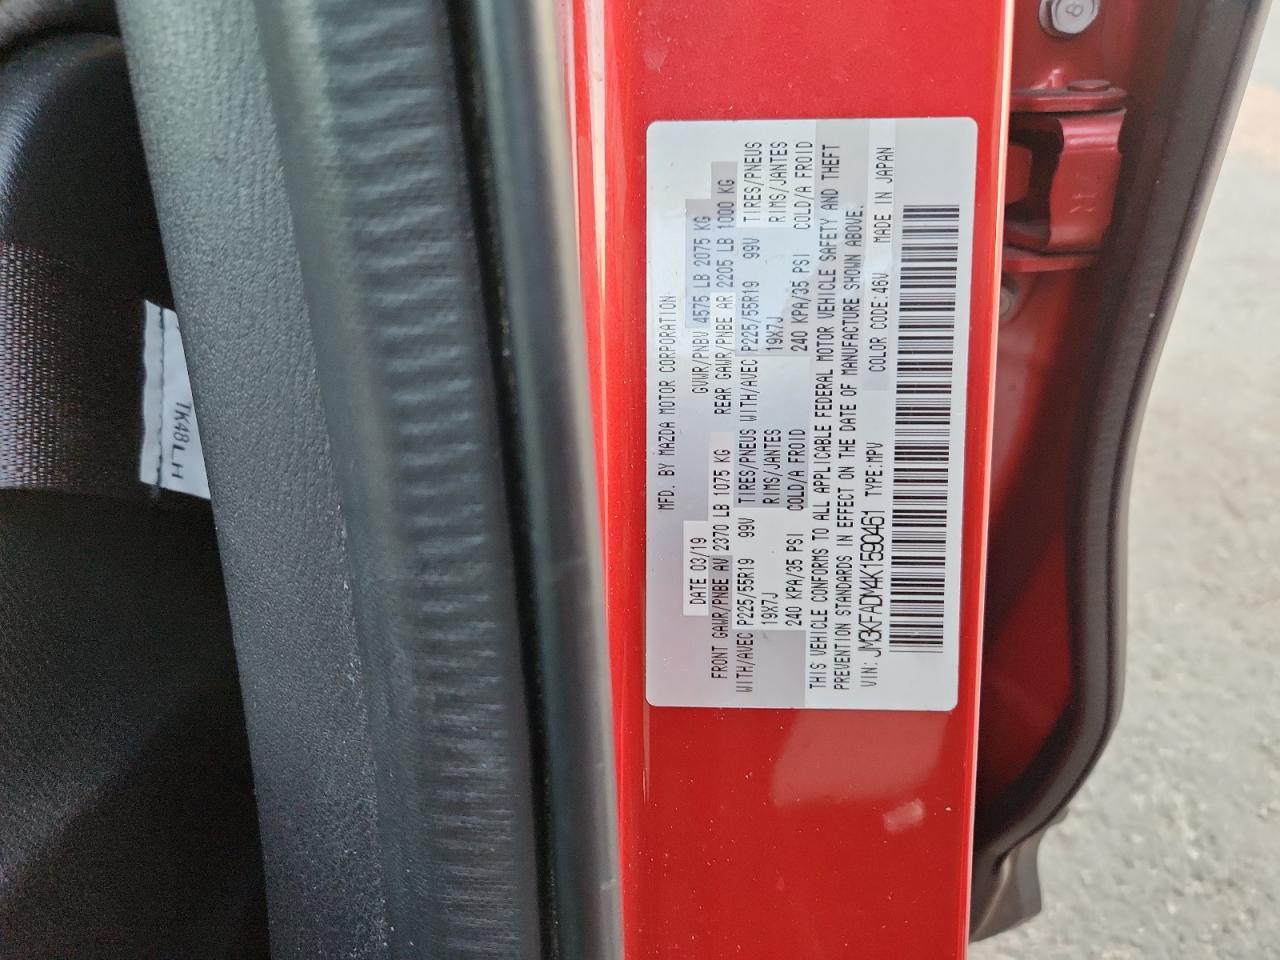 MFD. BY MAZDA MOTOR CORPORATION
DATE 03/19 GVWR/PNBV 4575 LB 2075 KG
FRONT GAWR/PNBE AV 2370 LB 1075 KG REAR GAWR/PNBE AR 2205 LB 1000 KG
WITH/AVEC P225/55R19 99V TIRES/PNEUS WITH/AVEC P225/55R19 99V TIRES/PNEUS
19X7J RIMS/JANTES 19X7J RIMS/JANTES
240 KPA/35 PSI COLD/A FROID 240 KPA/35 PSI COLD/A FROID
THIS VEHICLE CONFORMS TO ALL APPLICABLE FEDERAL MOTOR VEHICLE SAFETY AND THEFT
PREVENTION STANDARDS IN EFFECT ON THE DATE OF MANUFACTURE SHOWN ABOVE.
VIN: JM3KFADM4K1590461 TYPE:MPV COLOR CODE:46V MADE IN JAPAN
TK48LH
8